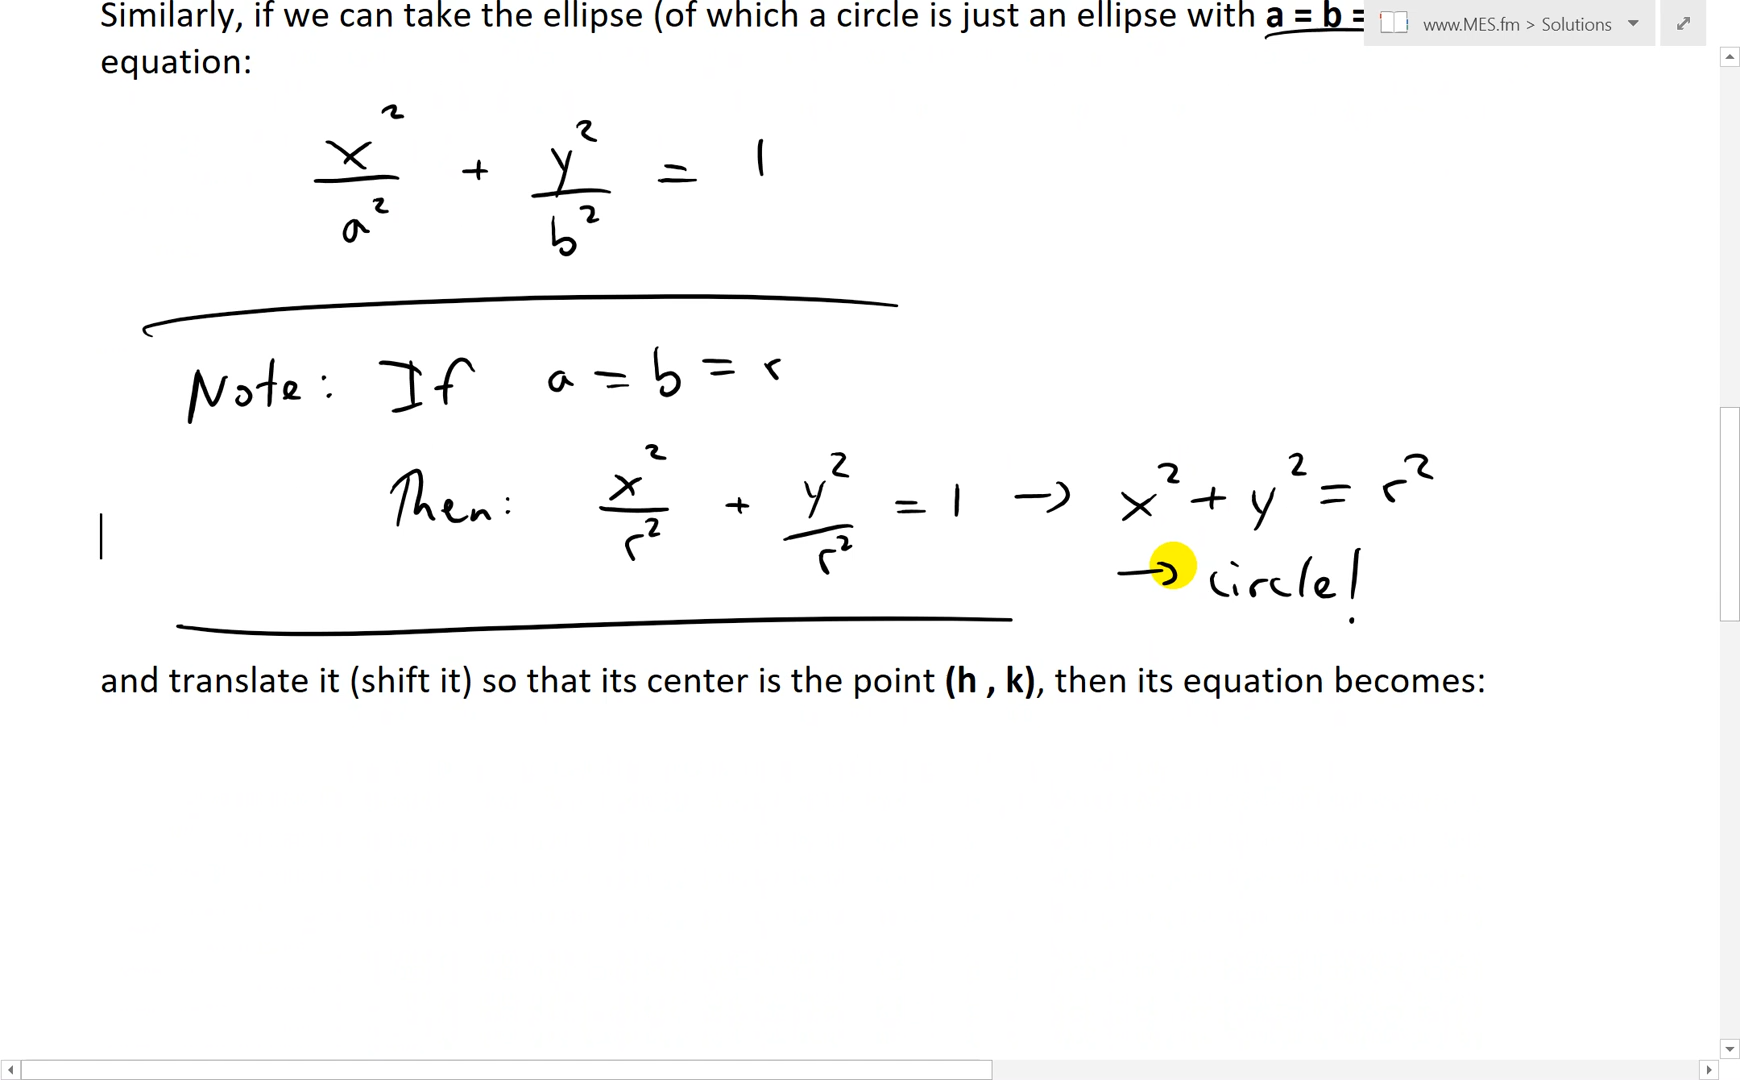 Similarly, if we can take the ellipse (of which a circle is just an ellipse with a = b =
www.MES.fm > Solutions
equation:
x²/a² + y²/b² = 1
Note: If a = b = r
Then: x²/r² + y²/r² = 1 → x² + y² = r²
→ circle!
and translate it (shift it) so that its center is the point (h , k), then its equation becomes: